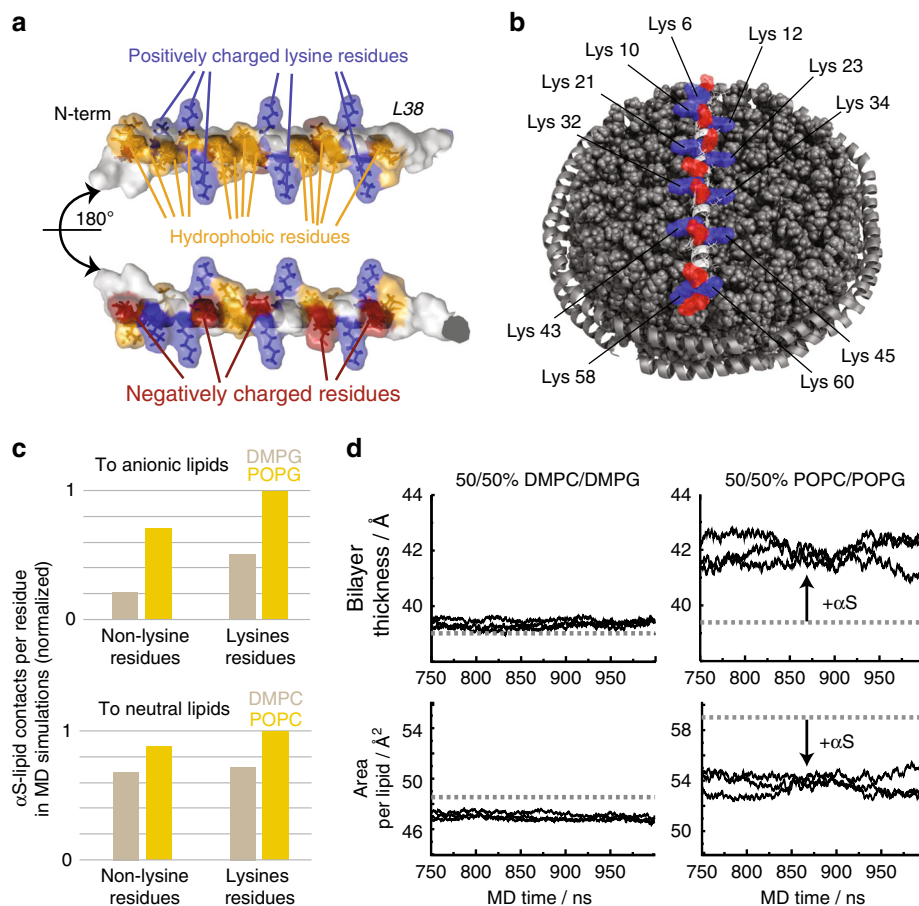 a
Positively charged lysine residues
N-term
L38
180°
Hydrophobic residues
Negatively charged residues
b
Lys 6
Lys 12
Lys 10
Lys 23
Lys 21
Lys 34
Lys 32
Lys 43
Lys 45
Lys 58
Lys 60
c
αS-lipid contacts per residue
in MD simulations (normalized)
To anionic lipids
DMPG
POPG
1
0
Non-lysine
residues
Lysines
residues
To neutral lipids
DMPC
POPC
1
0
Non-lysine
residues
Lysines
residues
d
50/50% DMPC/DMPG
50/50% POPC/POPG
Bilayer
thickness / Å
44
42
40
38
750 800 850 900 950
44
42
40
+αS
750 800 850 900 950
Area
per lipid / Å²
56
50
46
750 800 850 900 950
MD time / ns
58
54
50
+αS
750 800 850 900 950
MD time / ns